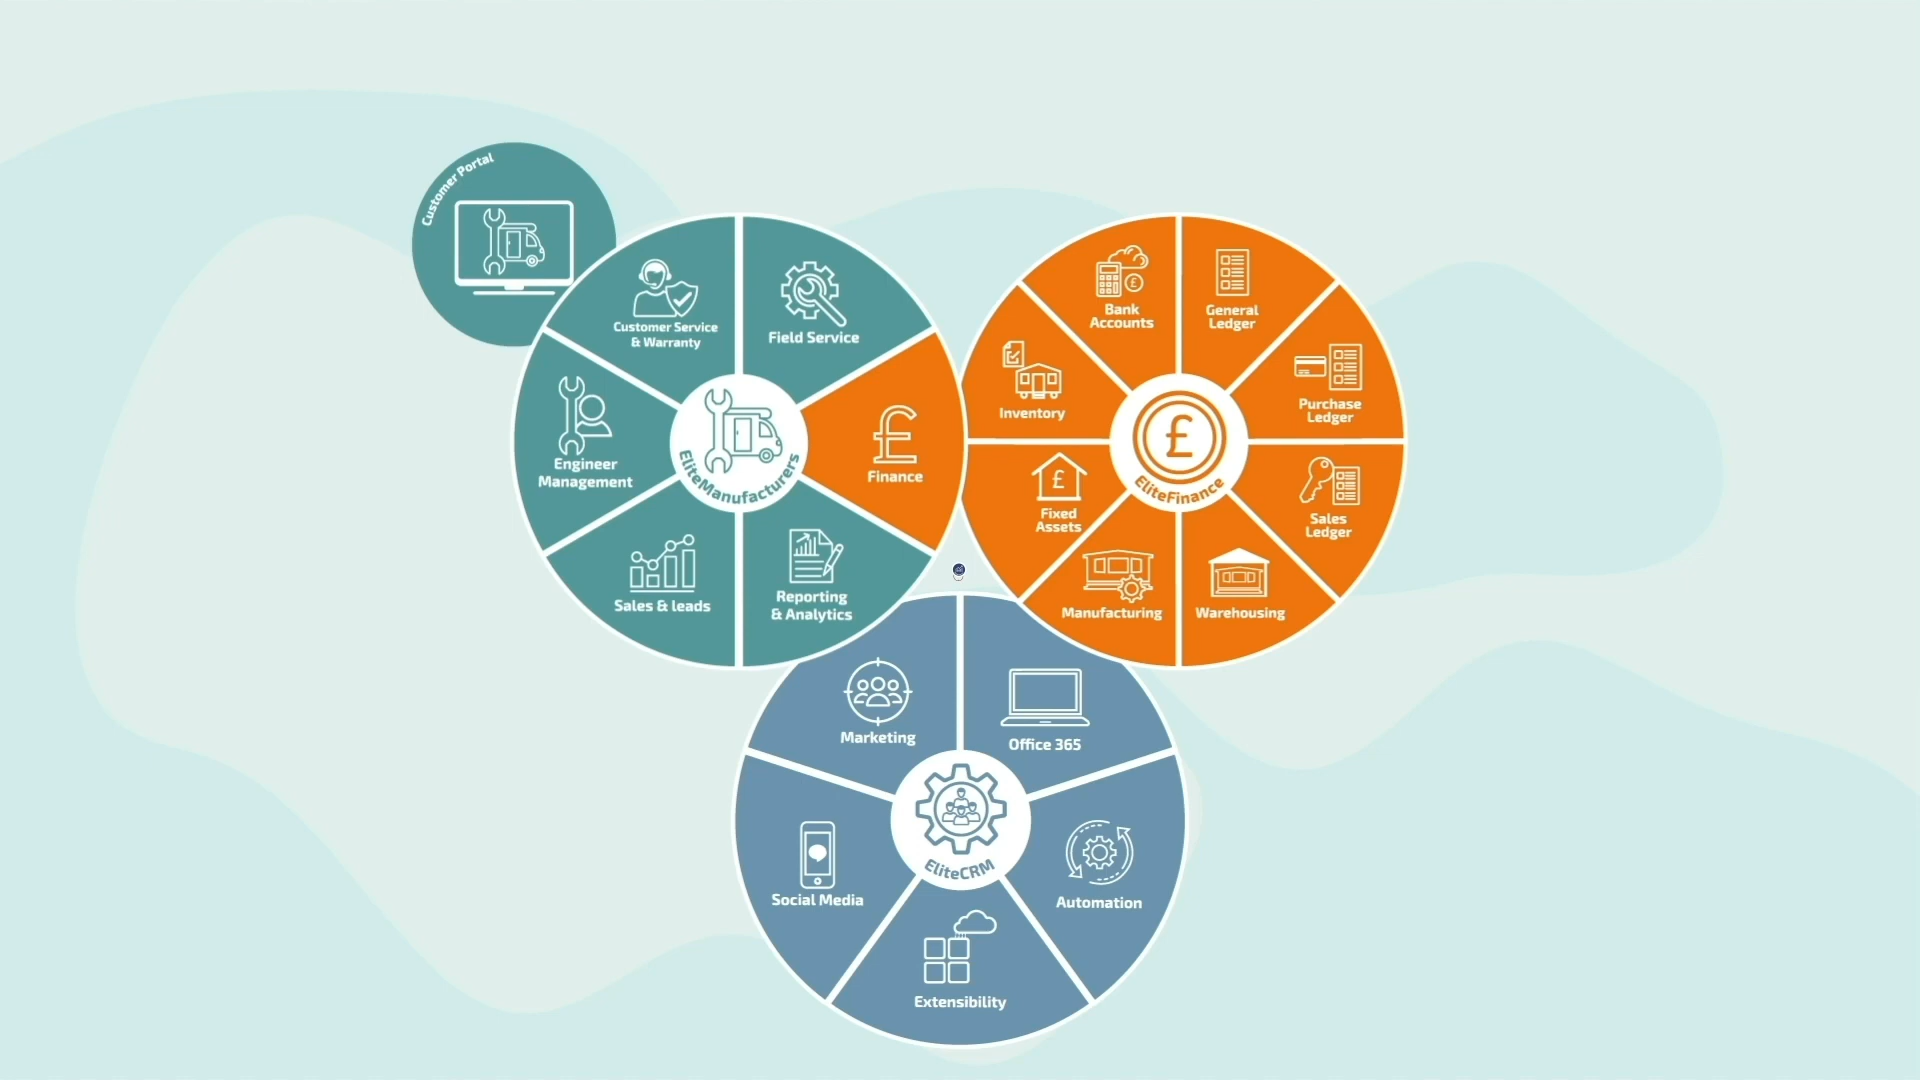 Customer Portal
Customer Service
& Warranty
Field Service
Engineer
Management
EliteManufacturers
£
Finance
Sales & leads
Reporting
& Analytics
£
Bank
Accounts
General
Ledger
Inventory
Purchase
Ledger
£
EliteFinance
£
Fixed
Assets
Sales
Ledger
Manufacturing
Warehousing
Marketing
Office 365
EliteCRM
Social Media
Automation
Extensibility